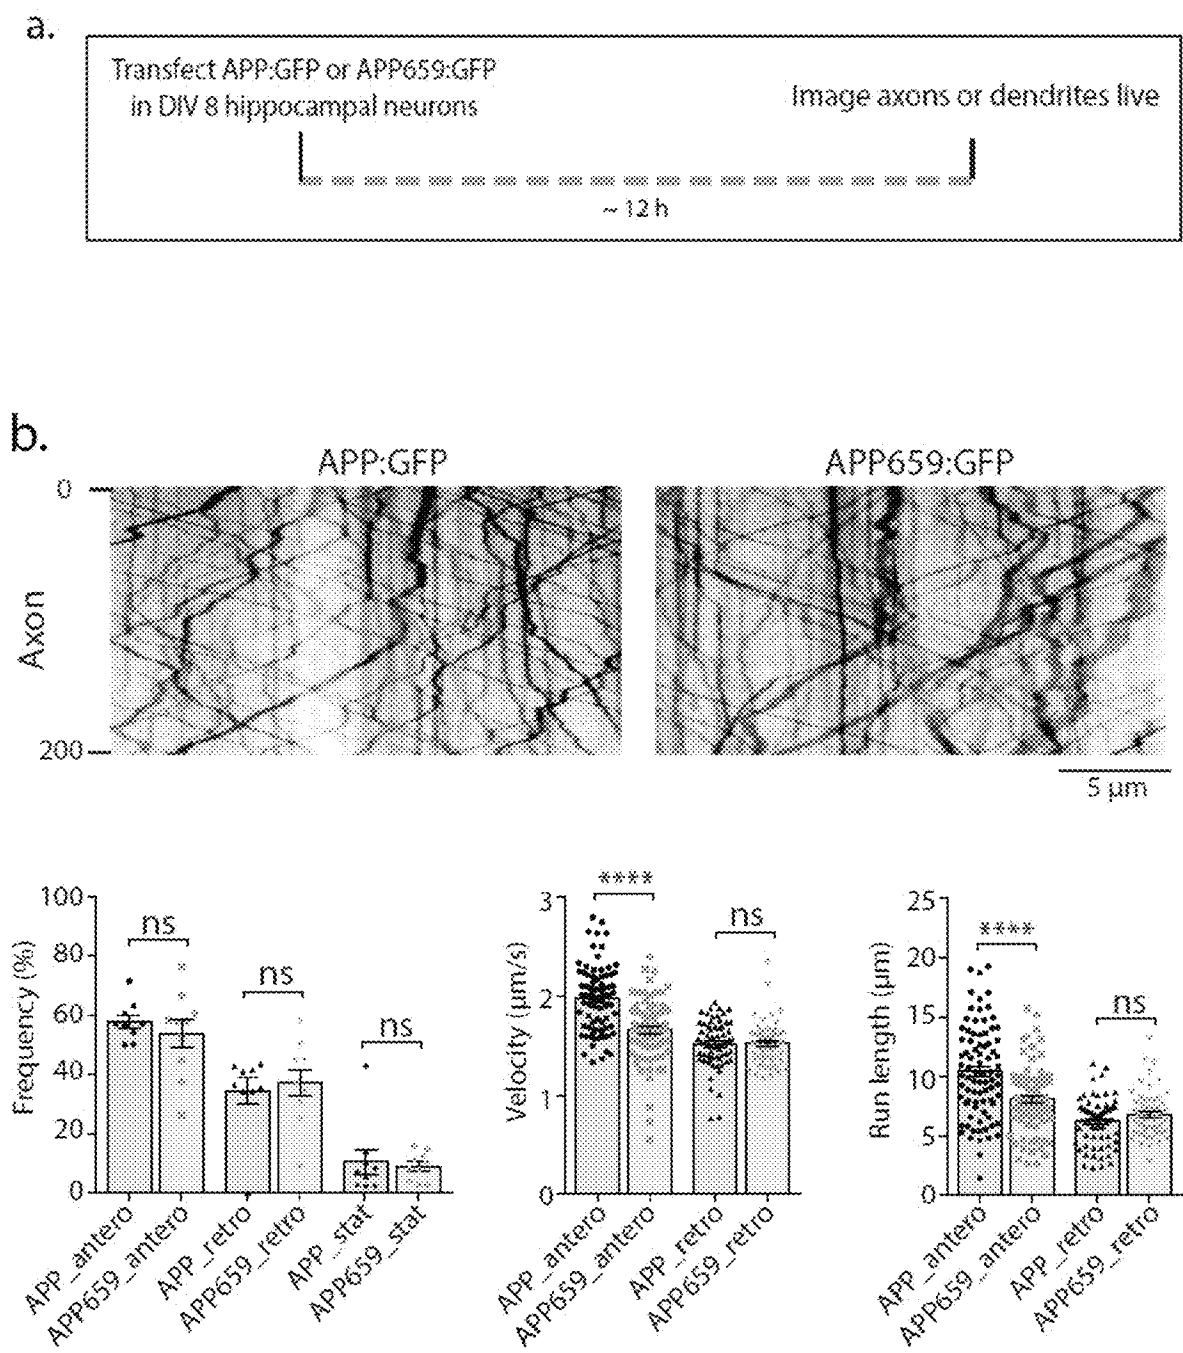 a.
Transfect APP:GFP or APP659:GFP
in DIV 8 hippocampal neurons
Image axons or dendrites live
~ 12 h
b.
APP:GFP
APP659:GFP
0
Axon
200
5 µm
Frequency (%)
100
80
60
40
20
0
ns
ns
ns
APP_antero
APP659_antero
APP_retro
APP659_retro
APP_stat
APP659_stat
Velocity (µm/s)
3
2
1
0
****
ns
APP_antero
APP659_antero
APP_retro
APP659_retro
Run length (µm)
25
20
15
10
5
0
****
ns
APP_antero
APP659_antero
APP_retro
APP659_retro